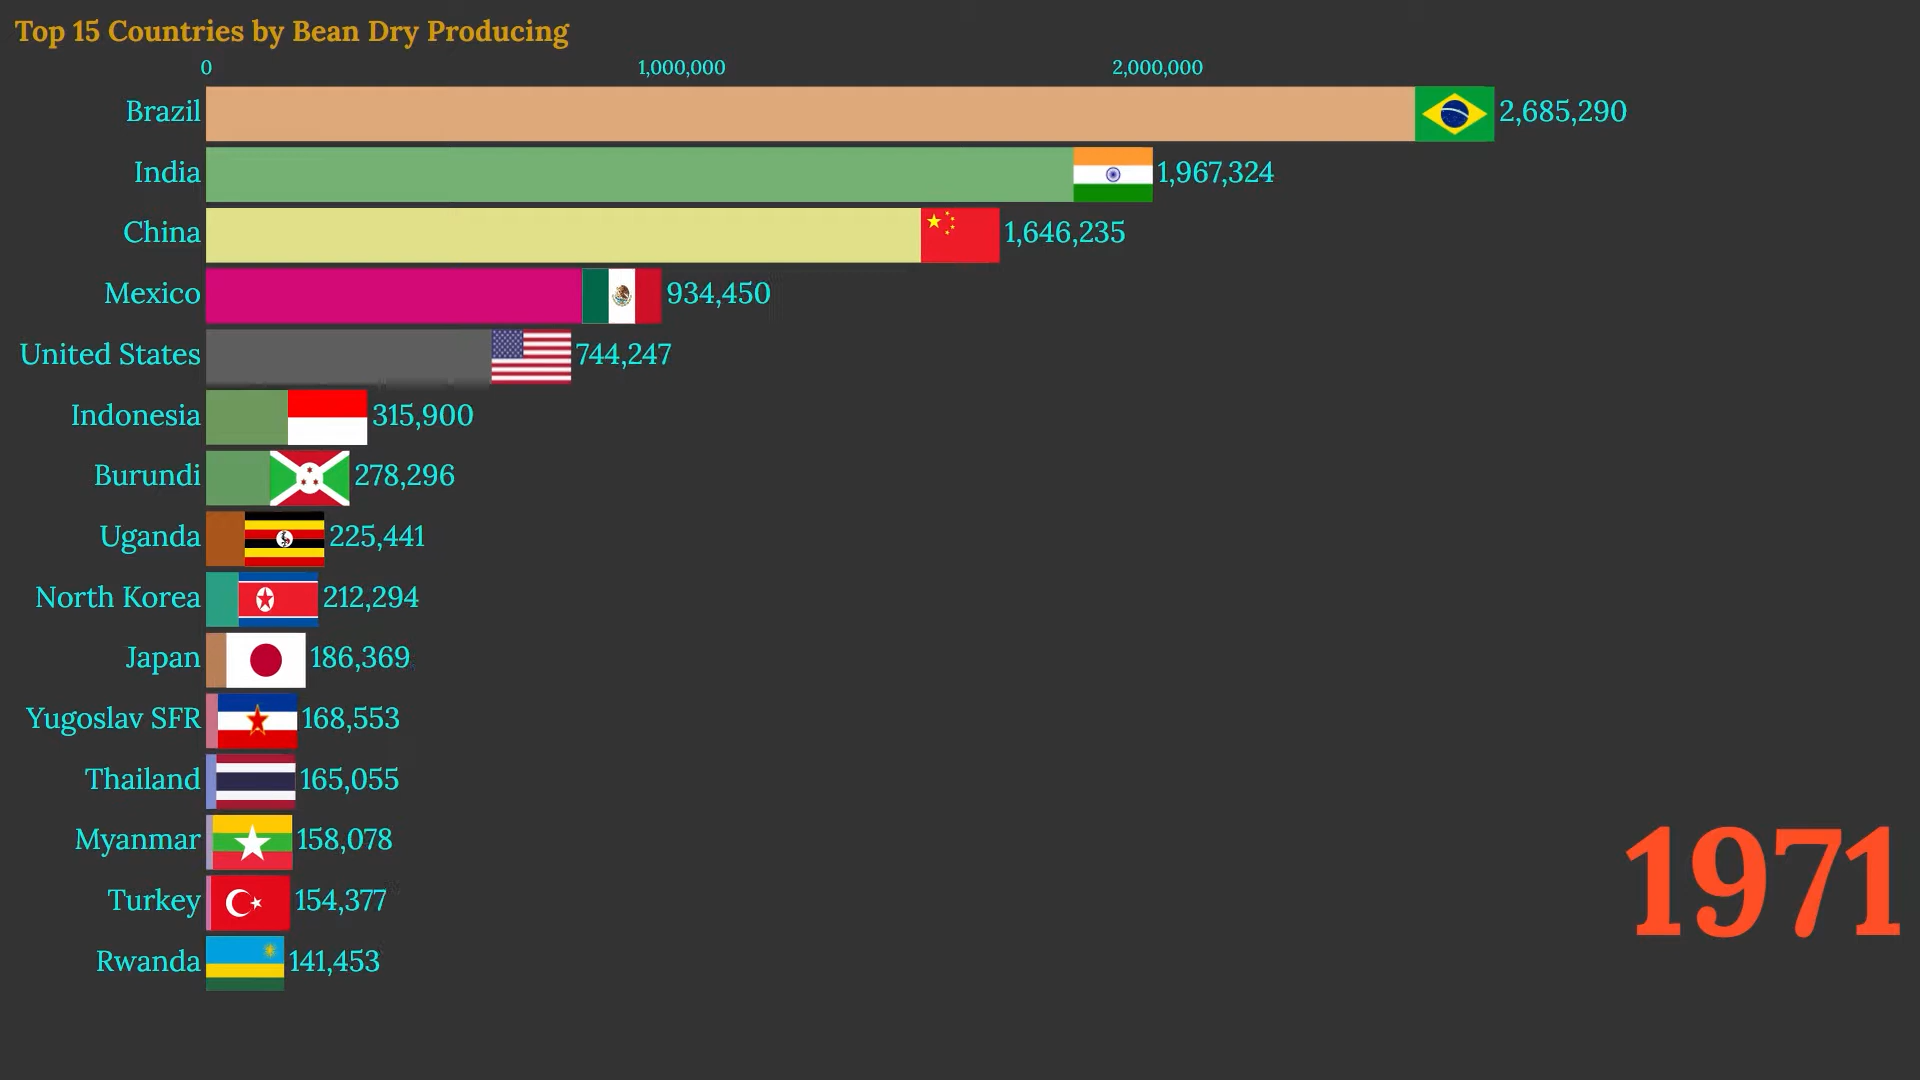 Top 15 Countries by Bean Dry Producing
0 1,000,000 2,000,000
Brazil 2,685,290
India 1,967,324
China 1,646,235
Mexico 934,450
United States 744,247
Indonesia 315,900
Burundi 278,296
Uganda 225,441
North Korea 212,294
Japan 186,369
Yugoslav SFR 168,553
Thailand 165,055
Myanmar 158,078
Turkey 154,377
Rwanda 141,453
1971